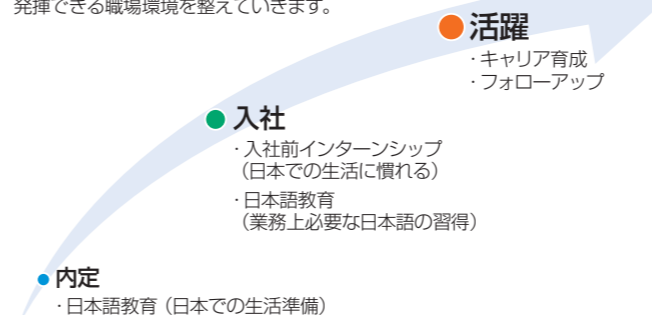 発揮できる職場環境を整えていきます。
活躍
・キャリア育成
・フォローアップ
入社
・入社前インターンシップ
（日本での生活に慣れる）
・日本語教育
（業務上必要な日本語の習得）
内定
・日本語教育（日本での生活準備）